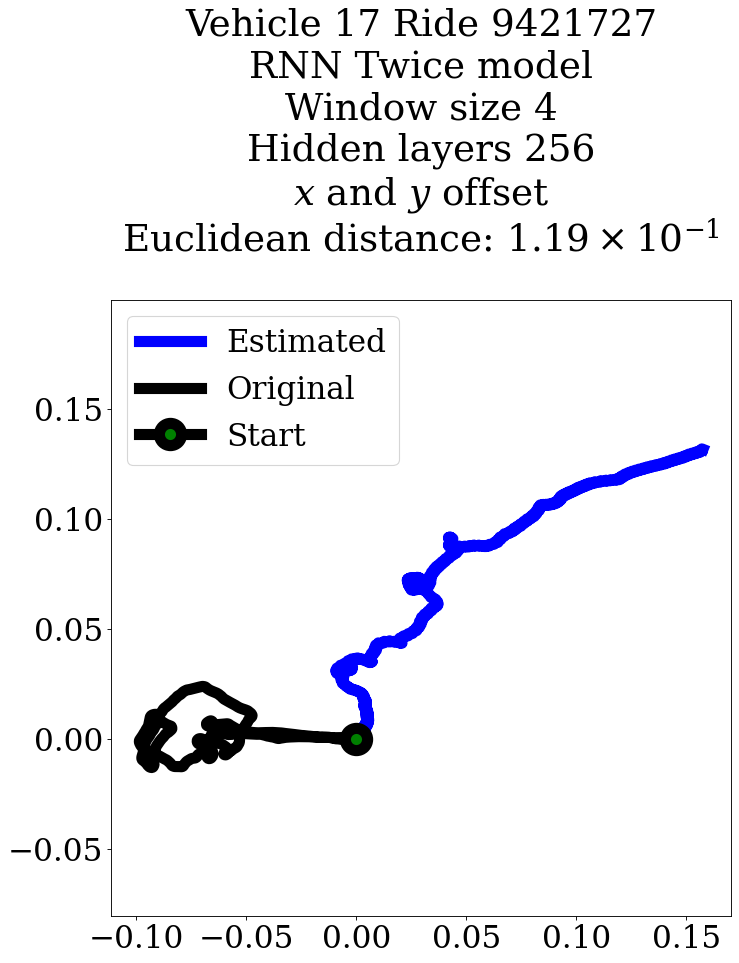 Vehicle 17 Ride 9421727
RNN Twice model
Window size 4
Hidden layers 256
x and y offset
Euclidean distance: 1.19 × 10⁻¹
Estimated
Original
Start
0.15
0.10
0.05
0.00
−0.05
−0.10 −0.05 0.00 0.05 0.10 0.15